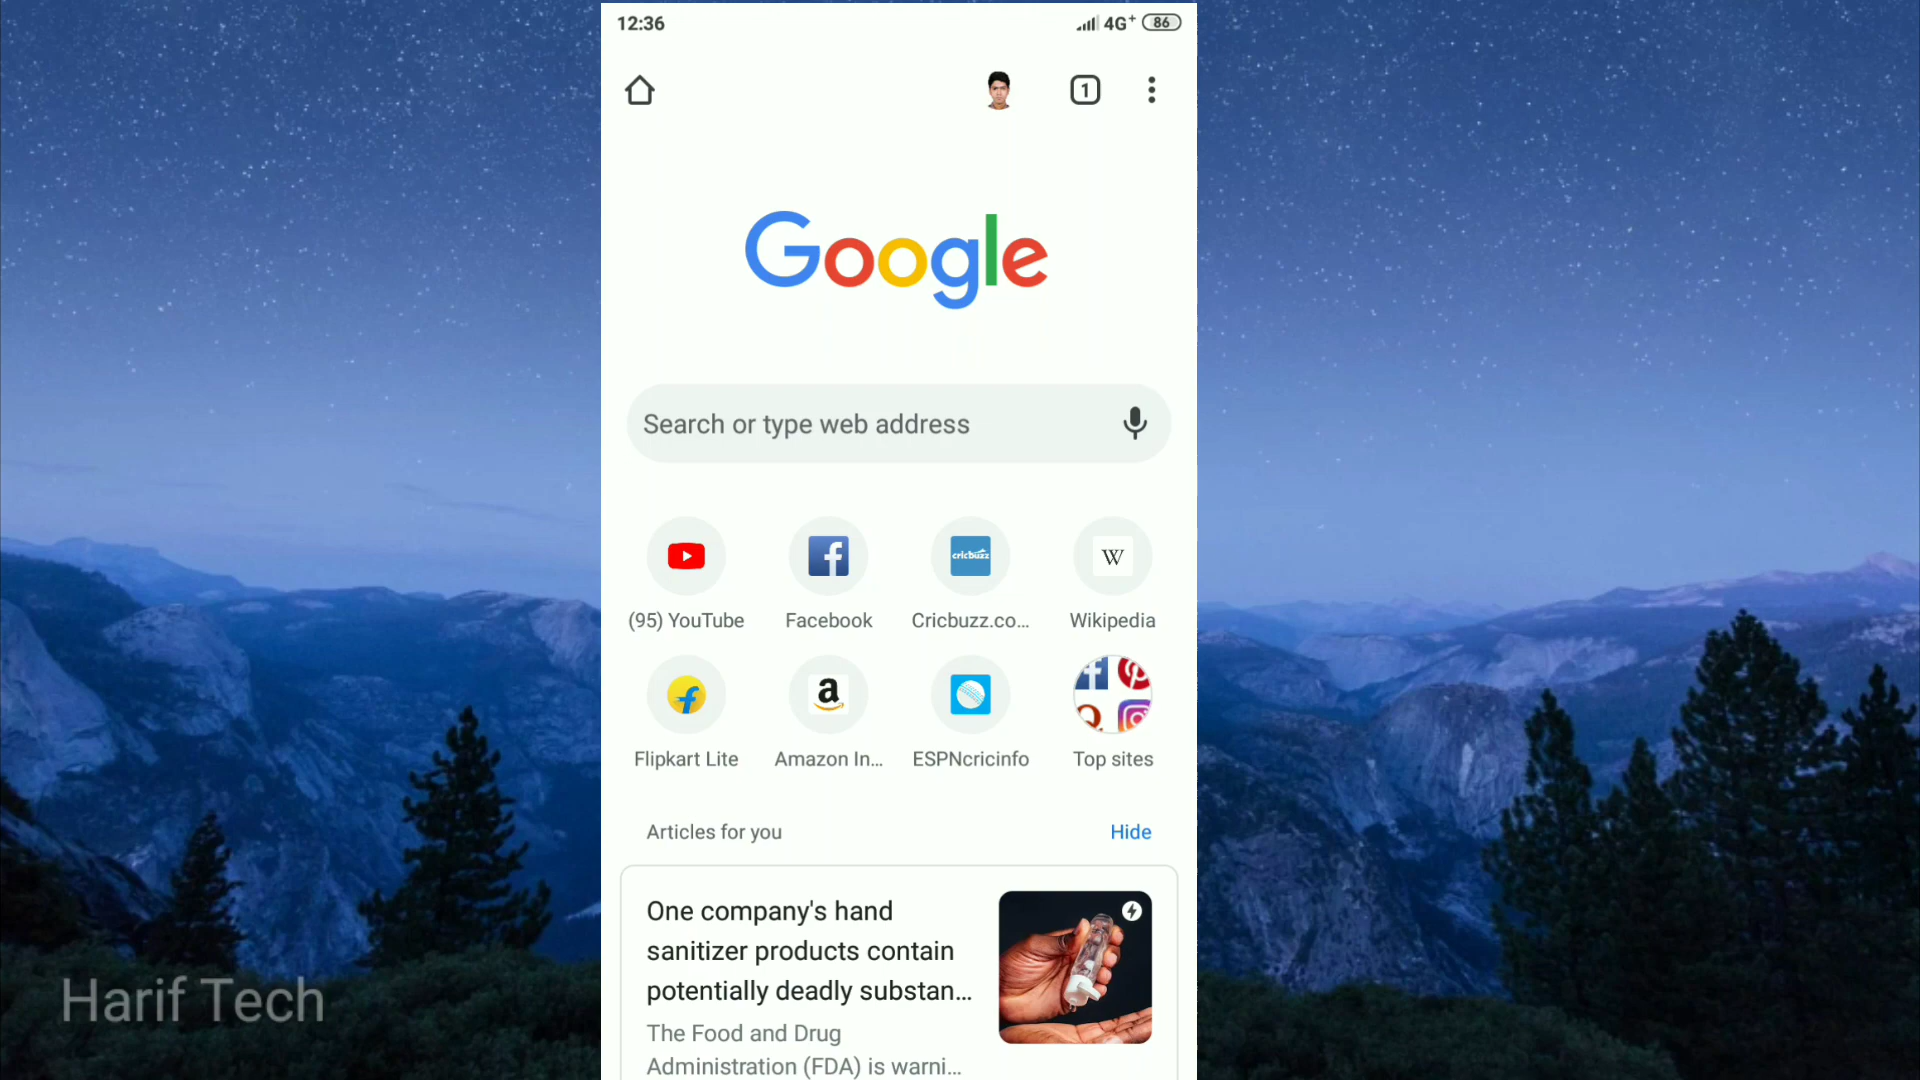 12:36
4G+ 86
1
Google
Search or type web address
cricbuzz
W
(95) YouTube
Facebook
Cricbuzz.co...
Wikipedia
a
Flipkart Lite
Amazon In...
ESPNcricinfo
Top sites
Articles for you
Hide
One company's hand
sanitizer products contain
potentially deadly substan...
The Food and Drug
Administration (FDA) is warni...
Harif Tech